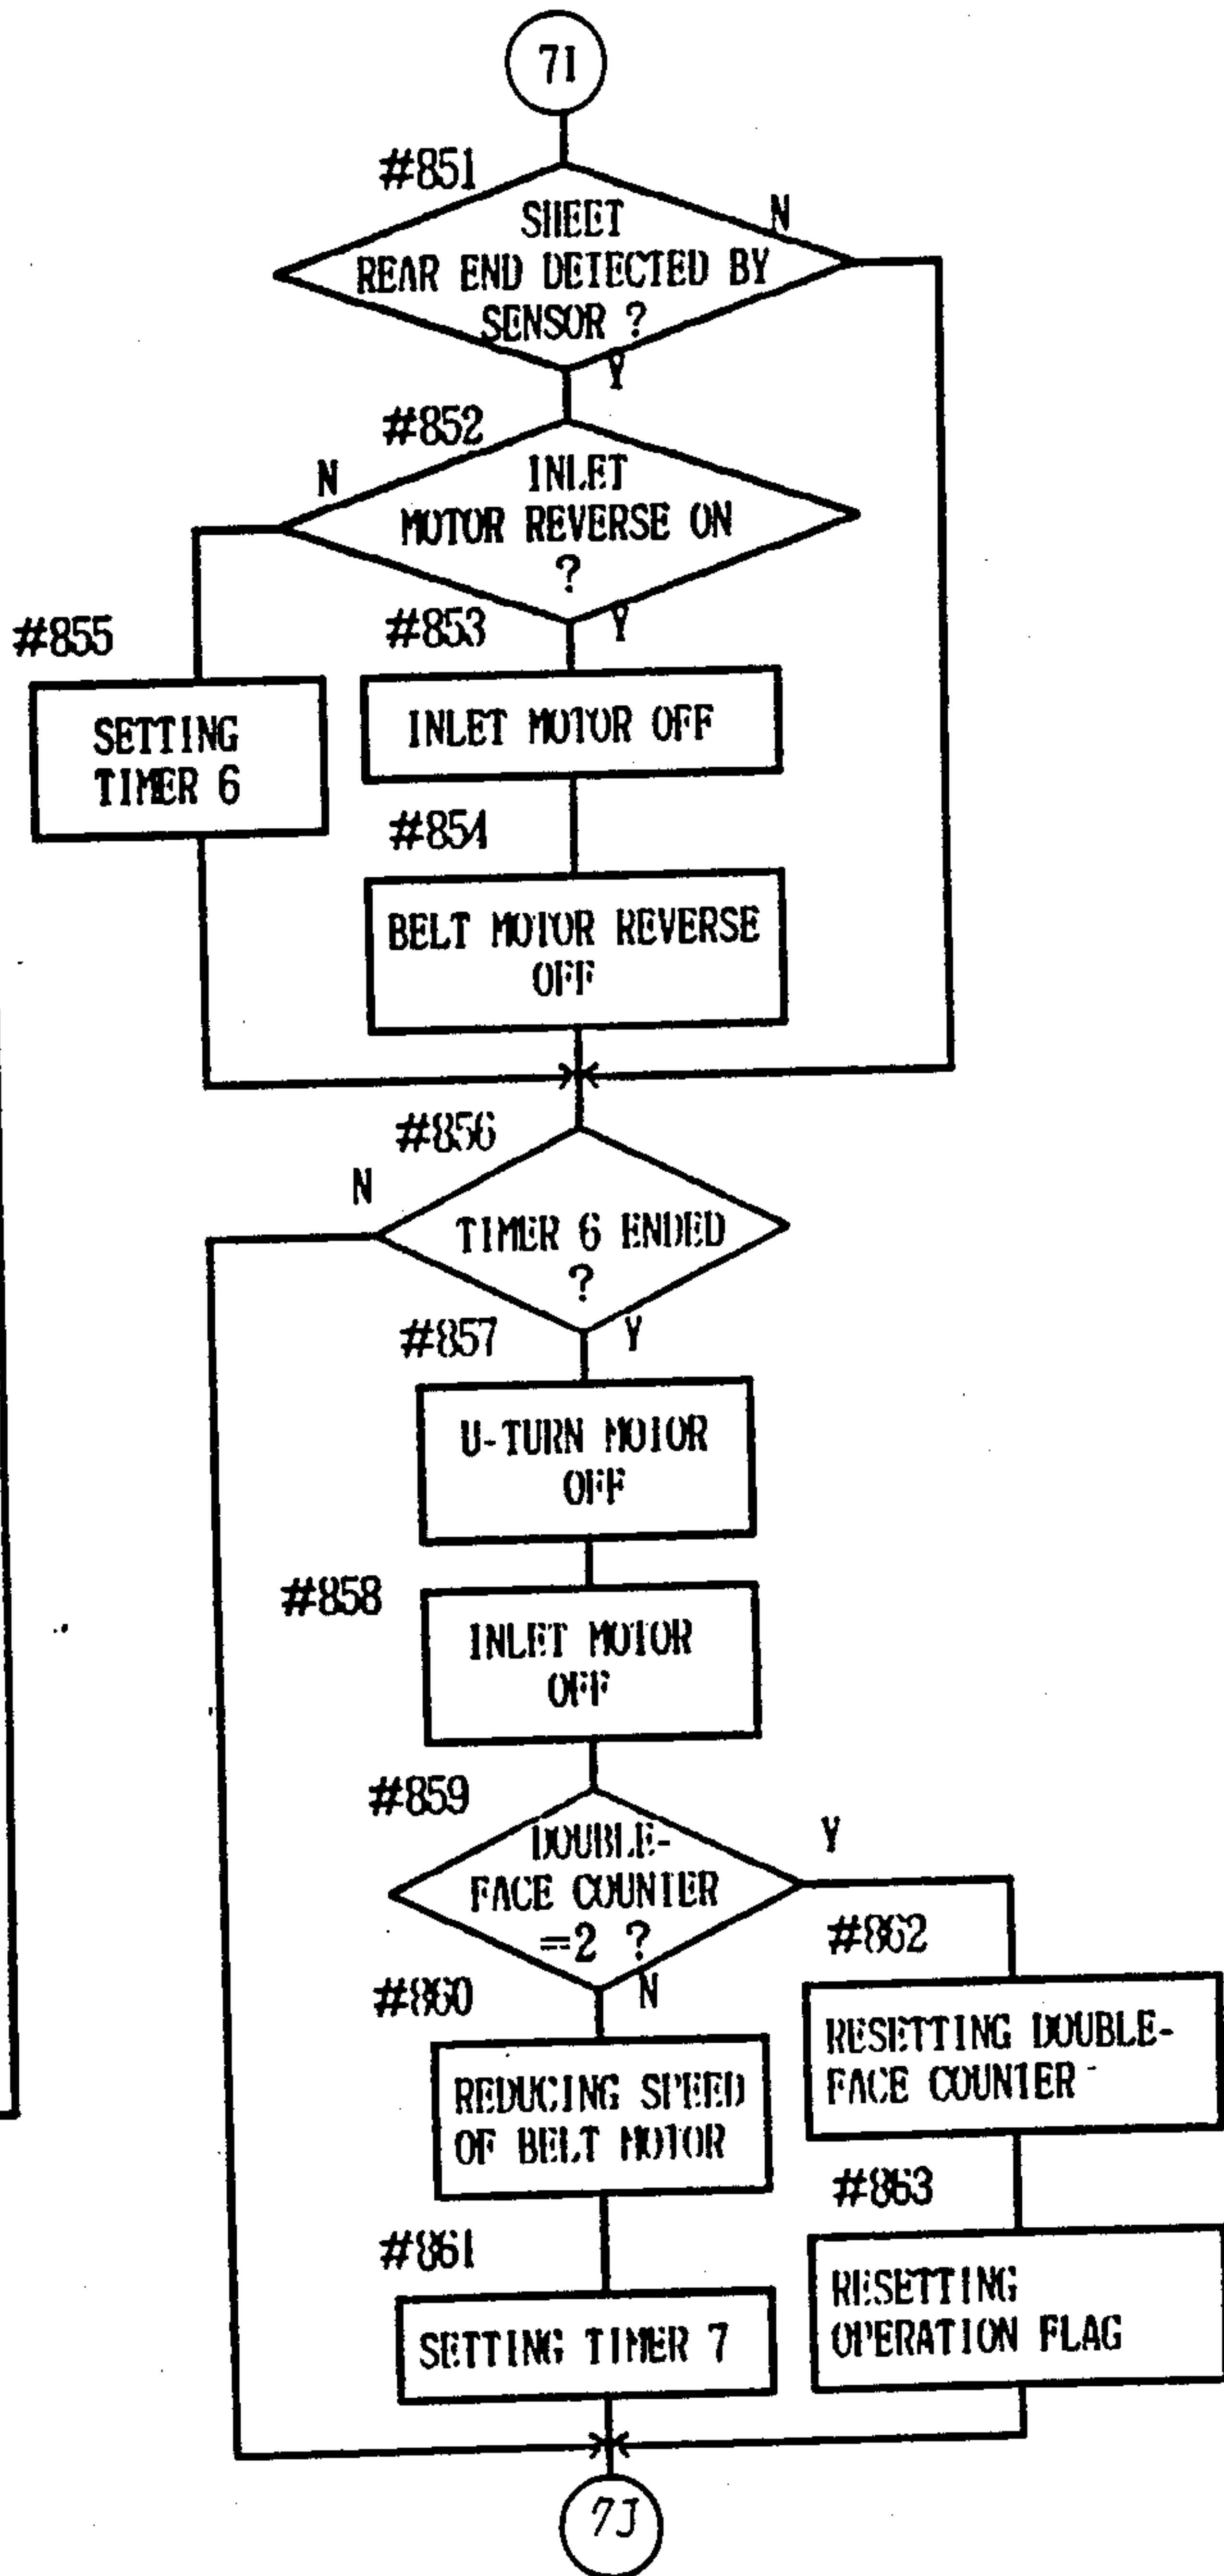 7I
#851
SHEET
REAR END DETECTED BY
SENSOR ?
N
Y
#852
INLET
MOTOR REVERSE ON
?
N
Y
#853
#855
SETTING
TIMER 6
INLET MOTOR OFF
#854
BELT MOTOR REVERSE
OFF
#856
N
TIMER 6 ENDED
?
Y
#857
U-TURN MOTOR
OFF
#858
INLET MOTOR
OFF
#859
DOUBLE-
FACE COUNTER
=2 ?
Y
N
#862
#860
RESETTING DOUBLE-
FACE COUNTER
REDUCING SPEED
OF BELT MOTOR
#863
#861
RESETTING
OPERATION FLAG
SETTING TIMER 7
7J